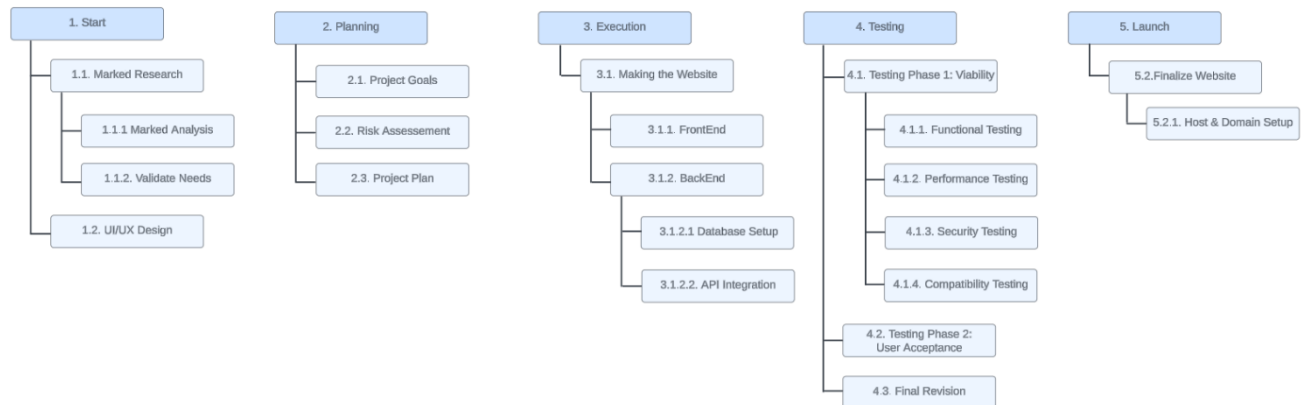 1. Start
1.1. Marked Research
1.1.1 Marked Analysis
1.1.2. Validate Needs
1.2. UI/UX Design
2. Planning
2.1. Project Goals
2.2. Risk Assessement
2.3. Project Plan
3. Execution
3.1. Making the Website
3.1.1. FrontEnd
3.1.2. BackEnd
3.1.2.1 Database Setup
3.1.2.2. API Integration
4. Testing
4.1. Testing Phase 1: Viability
4.1.1. Functional Testing
4.1.2. Performance Testing
4.1.3. Security Testing
4.1.4. Compatibility Testing
4.2. Testing Phase 2:
User Acceptance
4.3. Final Revision
5. Launch
5.2.Finalize Website
5.2.1. Host & Domain Setup